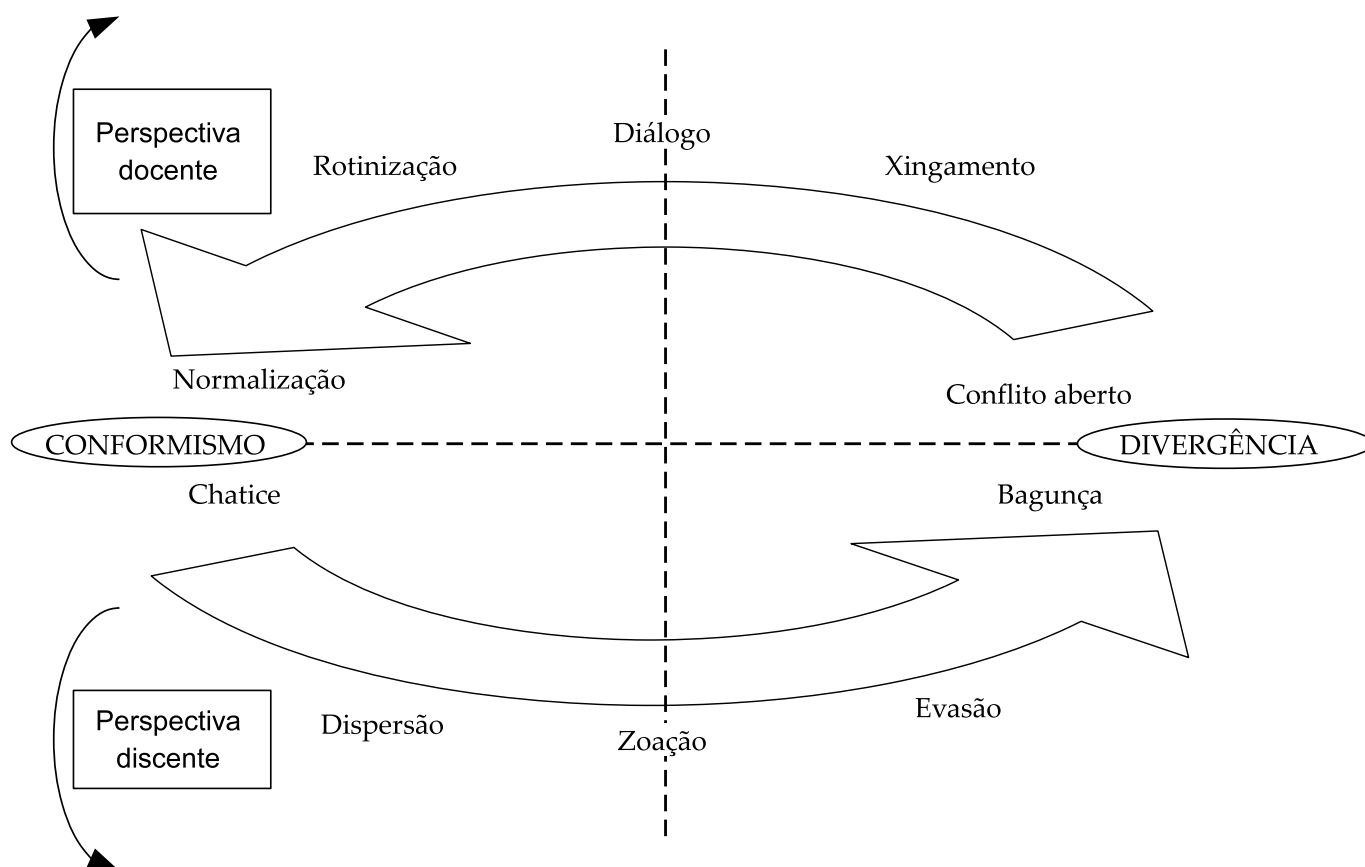 Perspectiva
docente
Diálogo
Rotinização
Xingamento
Normalização
Conflito aberto
CONFORMISMO
DIVERGÊNCIA
Chatice
Bagunça
Perspectiva
discente
Dispersão
Evasão
Zoação